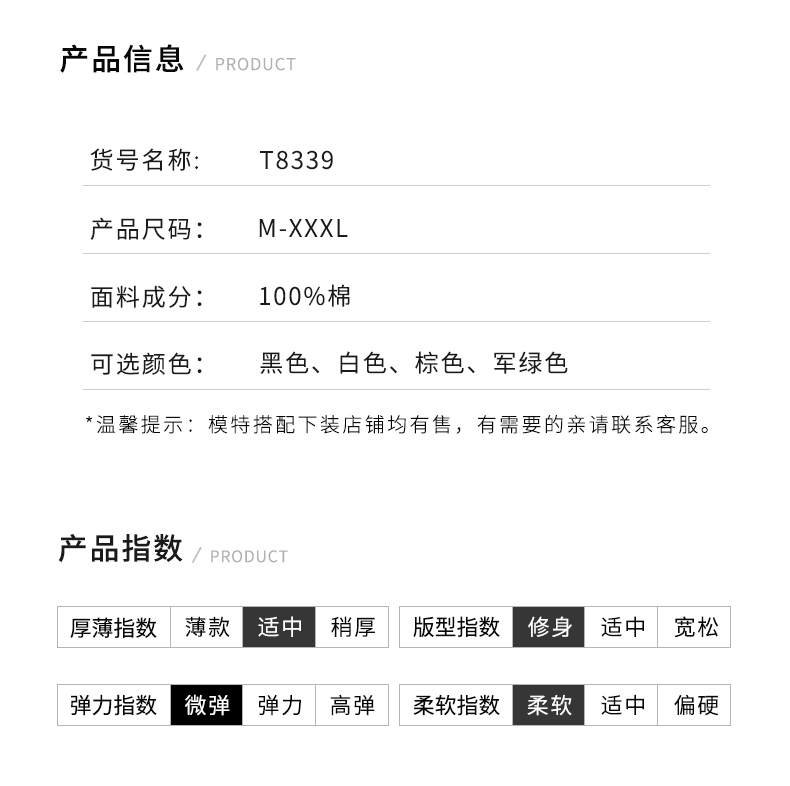 产品信息 / PRODUCT
货号名称: T8339
产品尺码： M-XXXL
面料成分： 100%棉
可选颜色： 黑色、白色、棕色、军绿色
*温馨提示：模特搭配下装店铺均有售，有需要的亲请联系客服。
产品指数 / PRODUCT
厚薄指数 薄款 适中 稍厚 版型指数 修身 适中 宽松
弹力指数 微弹 弹力 高弹 柔软指数 柔软 适中 偏硬